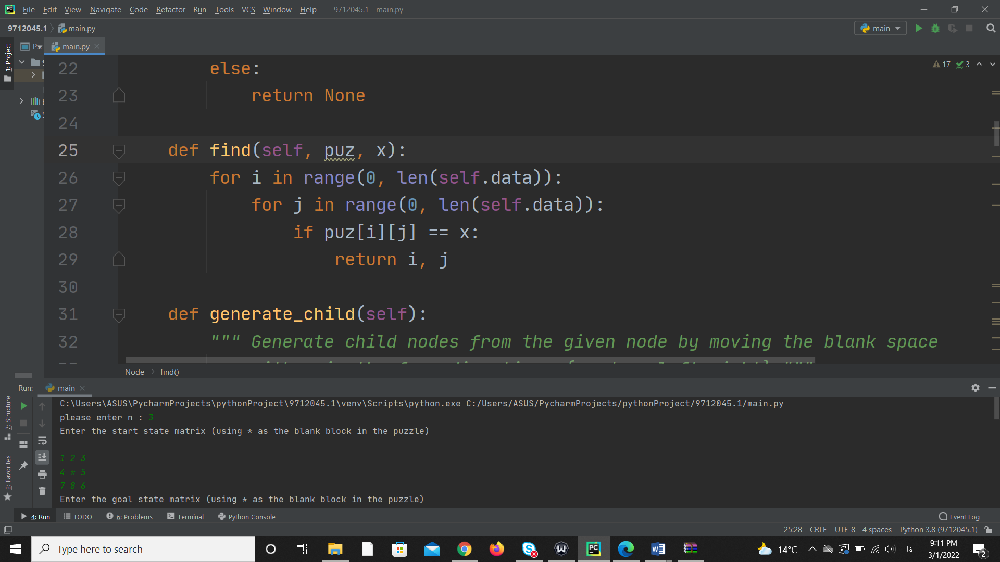 File Edit View Navigate Code Refactor Run Tools VCS Window Help 9712045.1 - main.py
9712045.1 main.py
main
1: Project
P..
main.py
17 3
22 else:
23 return None
24
25 def find(self, puz, x):
26 for i in range(0, len(self.data)):
27 for j in range(0, len(self.data)):
28 if puz[i][j] == x:
29 return i, j
30
31 def generate_child(self):
32 """ Generate child nodes from the given node by moving the blank space
Node find()
Run: main
C:\Users\ASUS\PycharmProjects\pythonProject\9712045.1\venv\Scripts\python.exe C:/Users/ASUS/PycharmProjects/pythonProject/9712045.1/main.py
please enter n : 3
Enter the start state matrix (using * as the blank block in the puzzle)
1 2 3
4 * 5
7 8 6
Enter the goal state matrix (using * as the blank block in the puzzle)
7: Structure
2: Favorites
4: Run TODO 6: Problems Terminal Python Console Event Log
25:28 CRLF UTF-8 4 spaces Python 3.8 (9712045.1)
Type here to search
14°C
فا
9:11 PM
3/1/2022
2